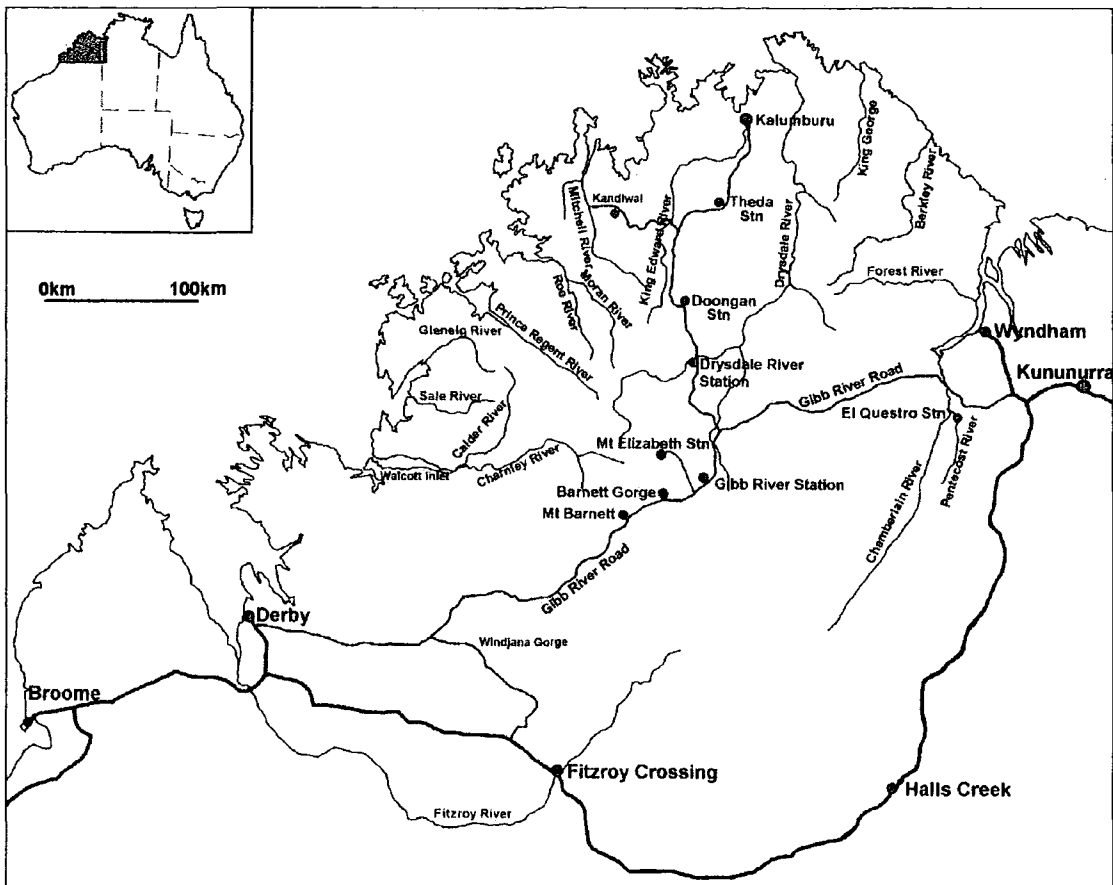 0km
100km
Kalumburu
King George
Berkley River
Kandiwal
Mitchell River
Theda
Stn
King Edward River
Drysdale River
Forest River
Roe River
Moran River
Doongan
Stn
Wyndham
Glenelg River
Prince Regent River
Drysdale River
Station
Gibb River Road
Kununurra
Sale River
El Questro Stn
Calder River
Mt Elizabeth Stn
Charnley River
Walcott Inlet
Gibb River Station
Pentecost River
Barnett Gorge
Chamberlain River
Mt Barnett
Gibb River Road
Derby
Windjana Gorge
Broome
Fitzroy Crossing
Halls Creek
Fitzroy River